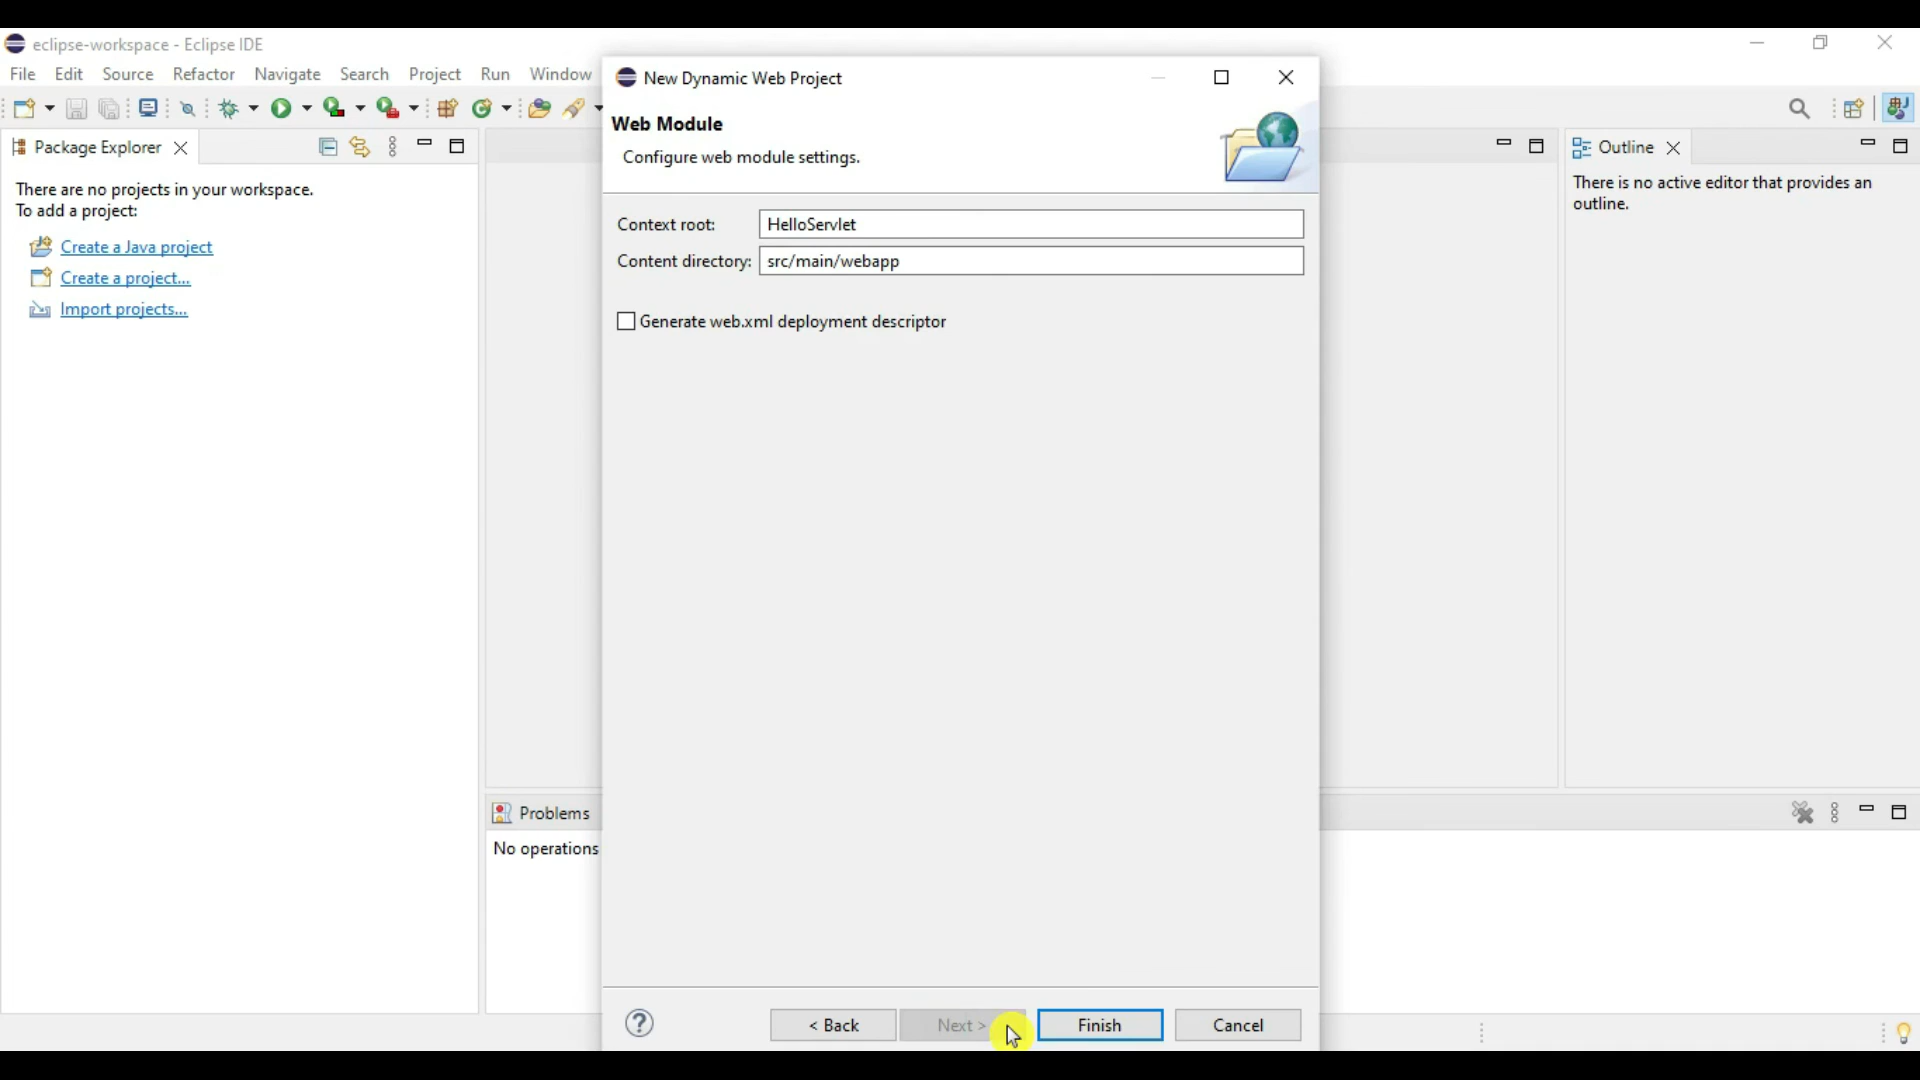 eclipse-workspace - Eclipse IDE
File Edit Source Refactor Navigate Search Project Run Window
New Dynamic Web Project
Web Module
Configure web module settings.
Package Explorer
There are no projects in your workspace.
To add a project:
Create a Java project
Create a project...
Import projects...
Context root: HelloServlet
Content directory: src/main/webapp
Generate web.xml deployment descriptor
Outline
There is no active editor that provides an
outline.
Problems
No operations
? < Back Next > Finish Cancel